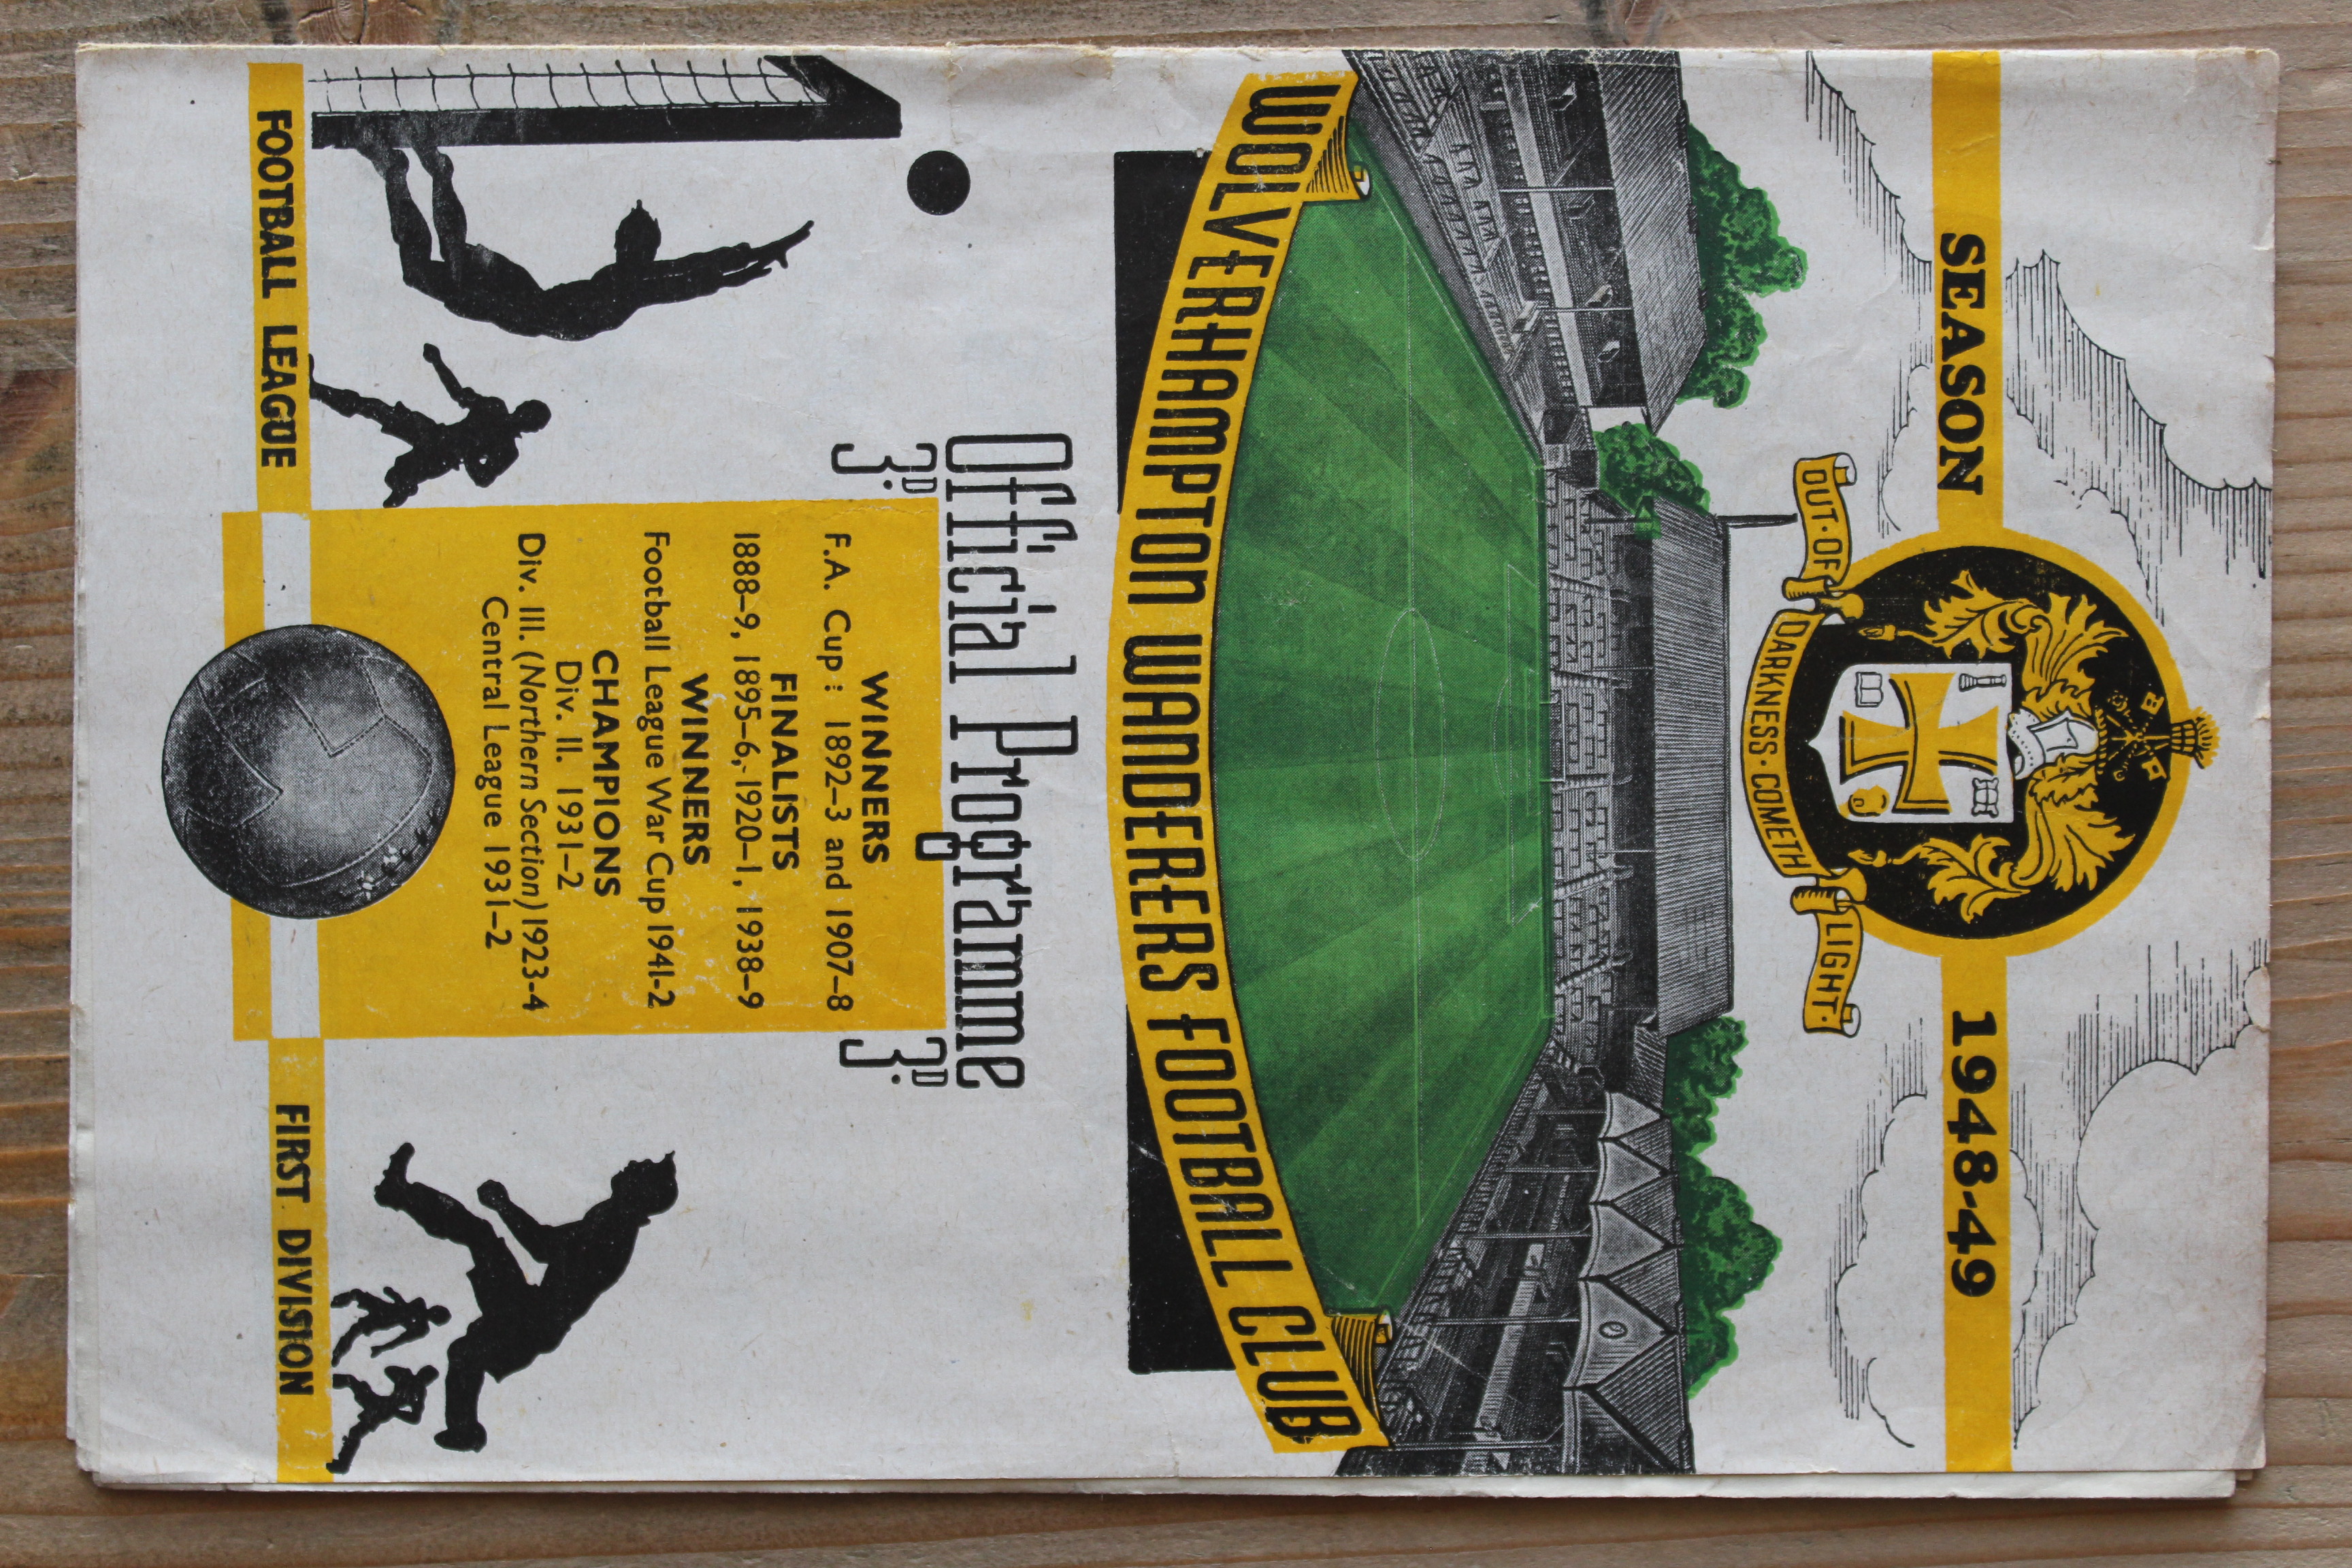 SEASON 1948-49
OUT·OF DARKNESS·COMETH LIGHT·
WOLVERHAMPTON WANDERERS FOOTBALL CLUB
Official Programme
3D. 3D.
WINNERS
F.A. Cup : 1892-3 and 1907-8
FINALISTS
1888-9, 1895-6, 1920-1, 1938-9
WINNERS
Football League War Cup 1941-2
CHAMPIONS
Div. II. 1931-2
Div. III. (Northern Section) 1923-4
Central League 1931-2
FOOTBALL LEAGUE FIRST DIVISION